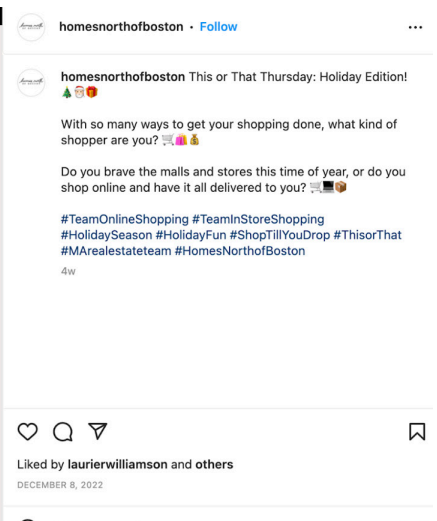 homesnorthofboston • Follow
homesnorthofboston This or That Thursday: Holiday Edition!
🎄🎅🎁
With so many ways to get your shopping done, what kind of
shopper are you? 🛒🛍️💰
Do you brave the malls and stores this time of year, or do you
shop online and have it all delivered to you? 🛒💻📦
#TeamOnlineShopping #TeamInStoreShopping
#HolidaySeason #HolidayFun #ShopTillYouDrop #ThisorThat
#MArealestateteam #HomesNorthofBoston
4w
Liked by laurierwilliamson and others
DECEMBER 8, 2022